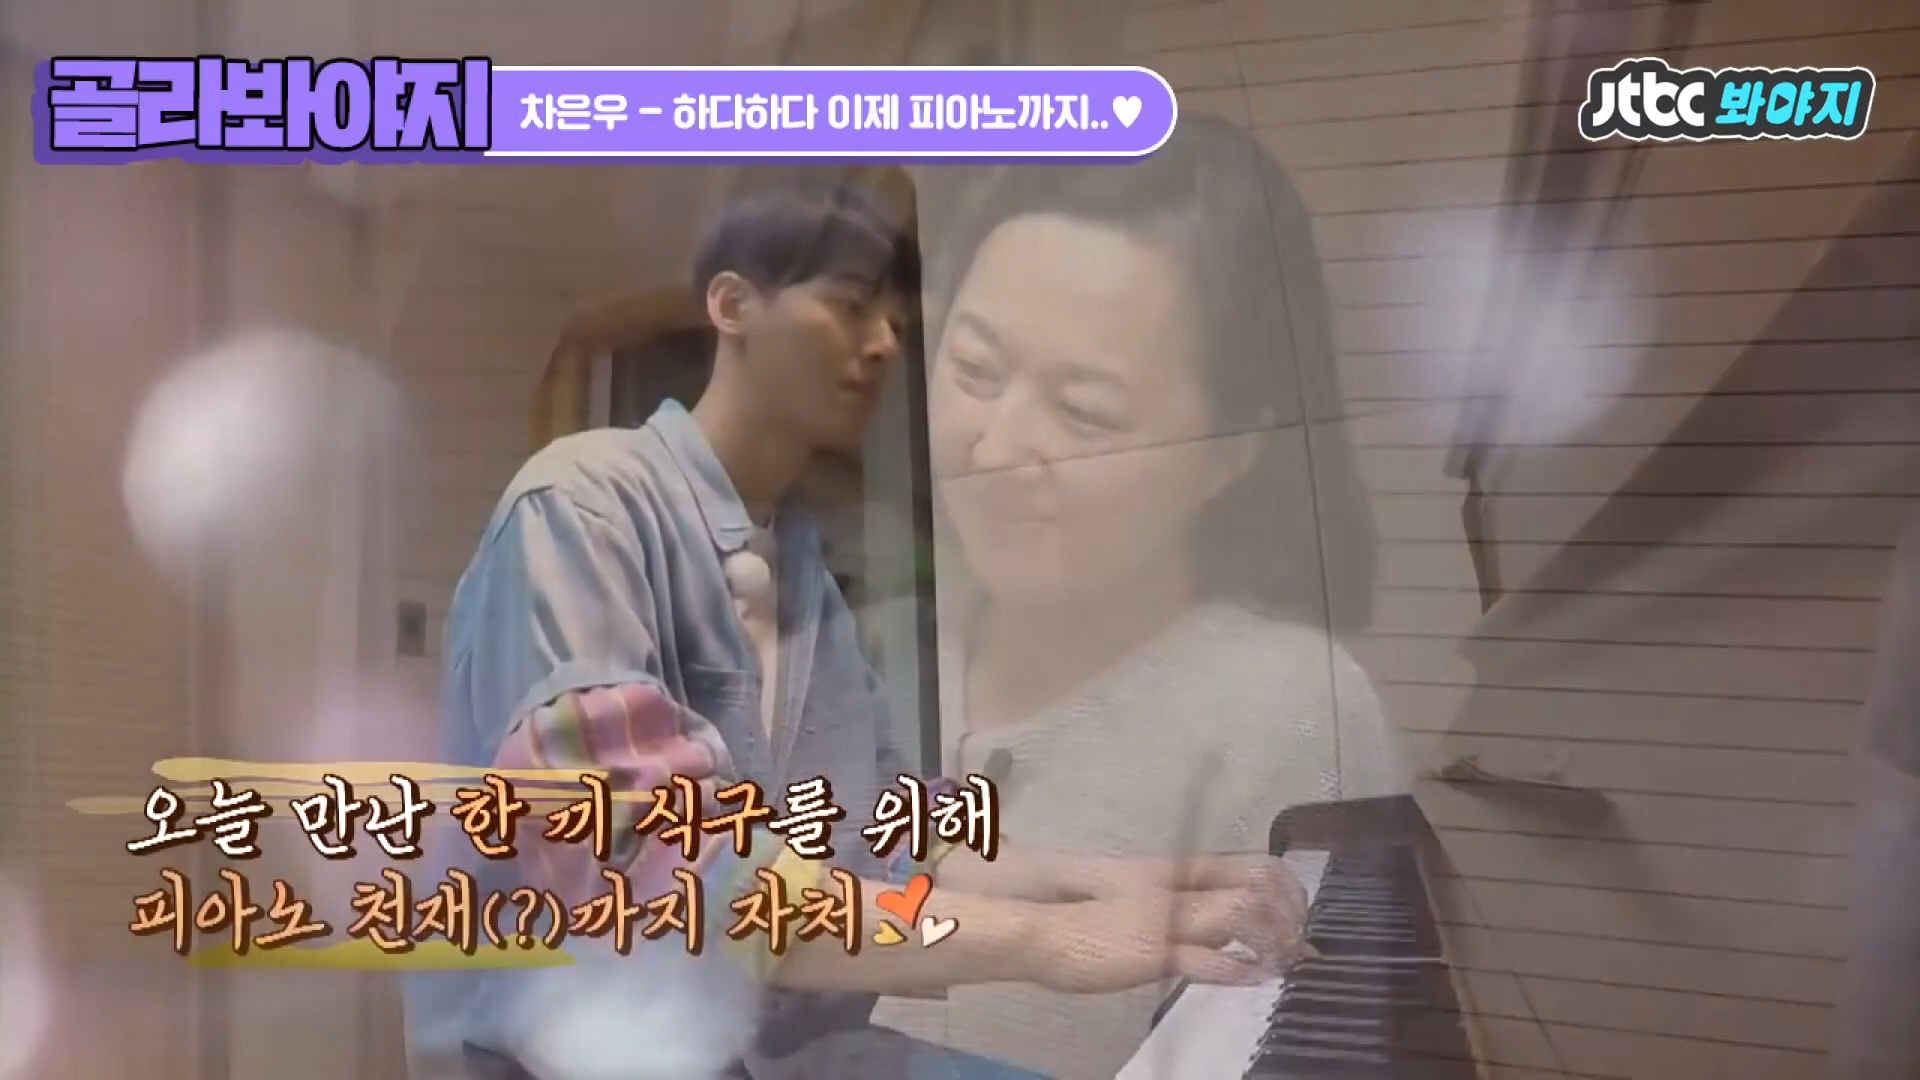 골라봐야지
차은우 - 하다하다 이제 피아노까지..♥
jtbc 봐야지
오늘 만난 한 끼 식구를 위해
피아노 천재(?)까지 자처